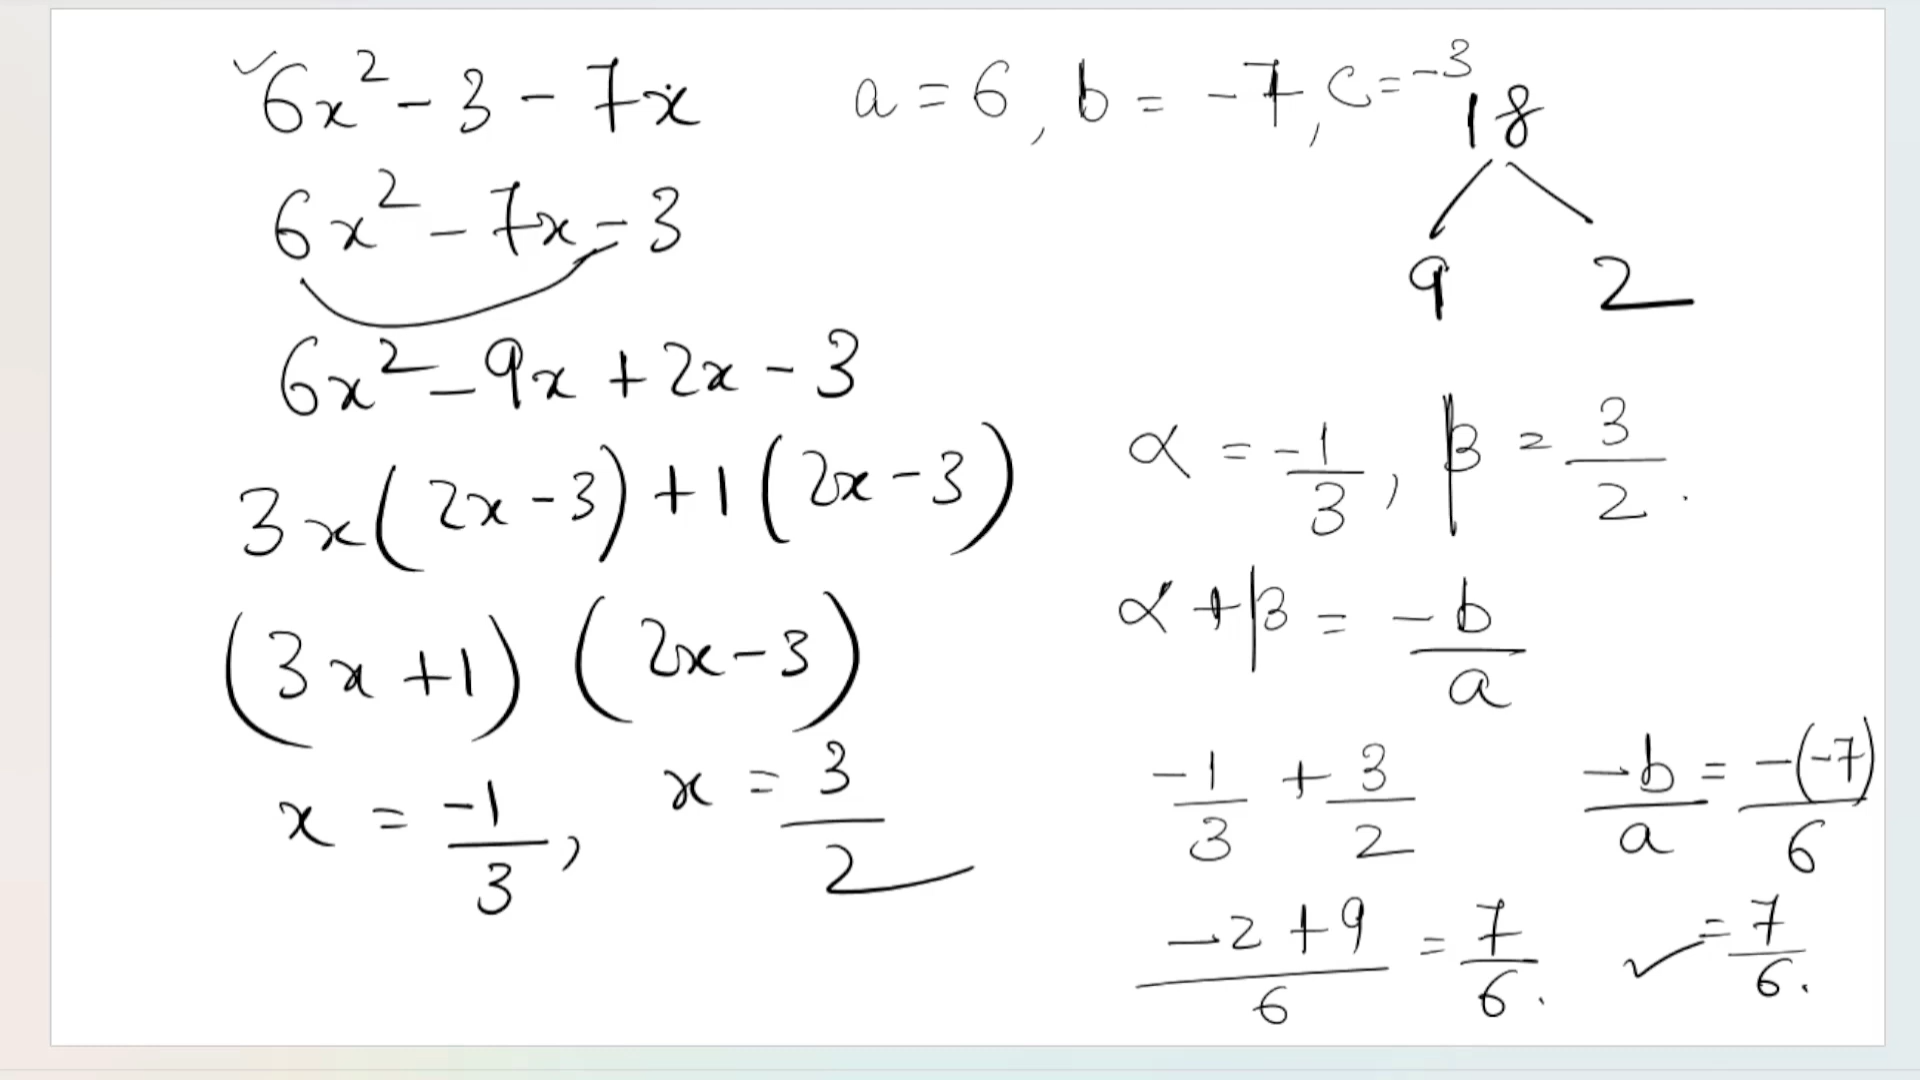 6x² - 3 - 7x
a = 6, b = -7, c = -3
6x² - 7x - 3
18
9 2
6x² - 9x + 2x - 3
3x(2x - 3) + 1(2x - 3)
(3x + 1)(2x - 3)
x = -1/3, x = 3/2
α = -1/3, β = 3/2.
α + β = -b/a
-1/3 + 3/2
-b/a = -(-7)/6
-2 + 9/6 = 7/6.
= 7/6.